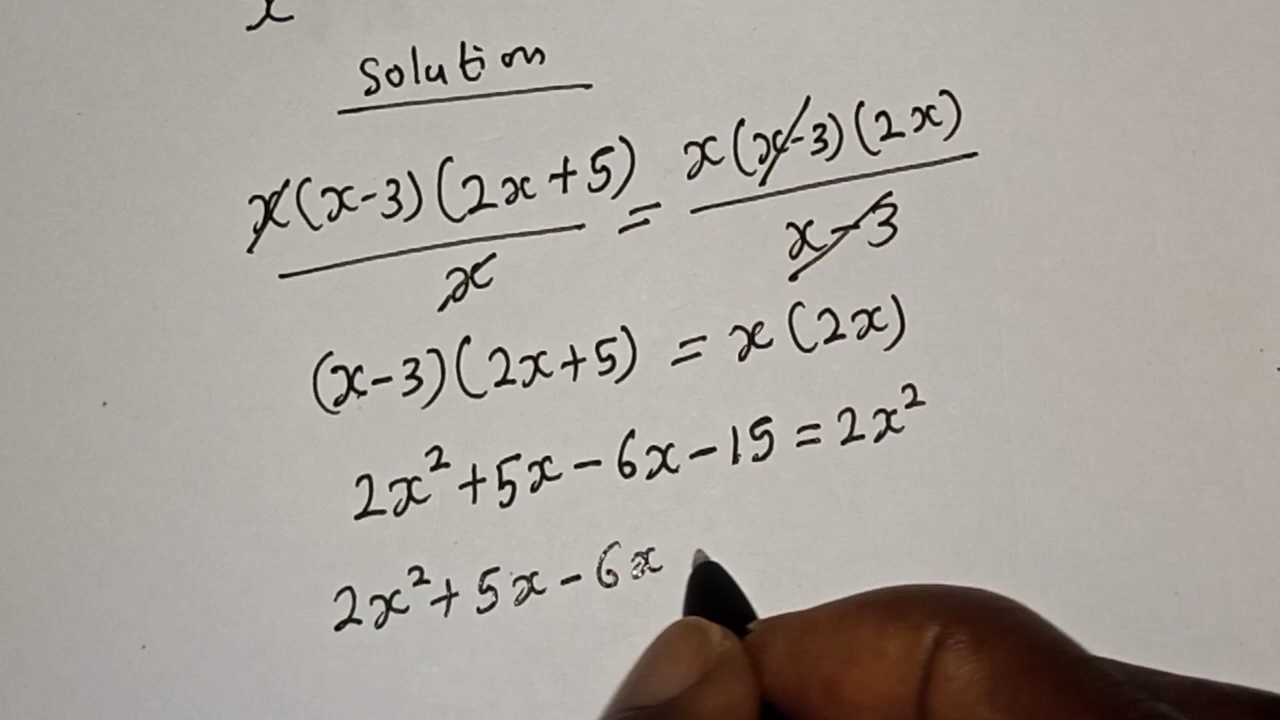 x
Solution
x(x-3)(2x+5)/x = x(x-3)(2x)/x-3
(x-3)(2x+5) = x(2x)
2x²+5x-6x-15=2x²
2x²+5x-6x